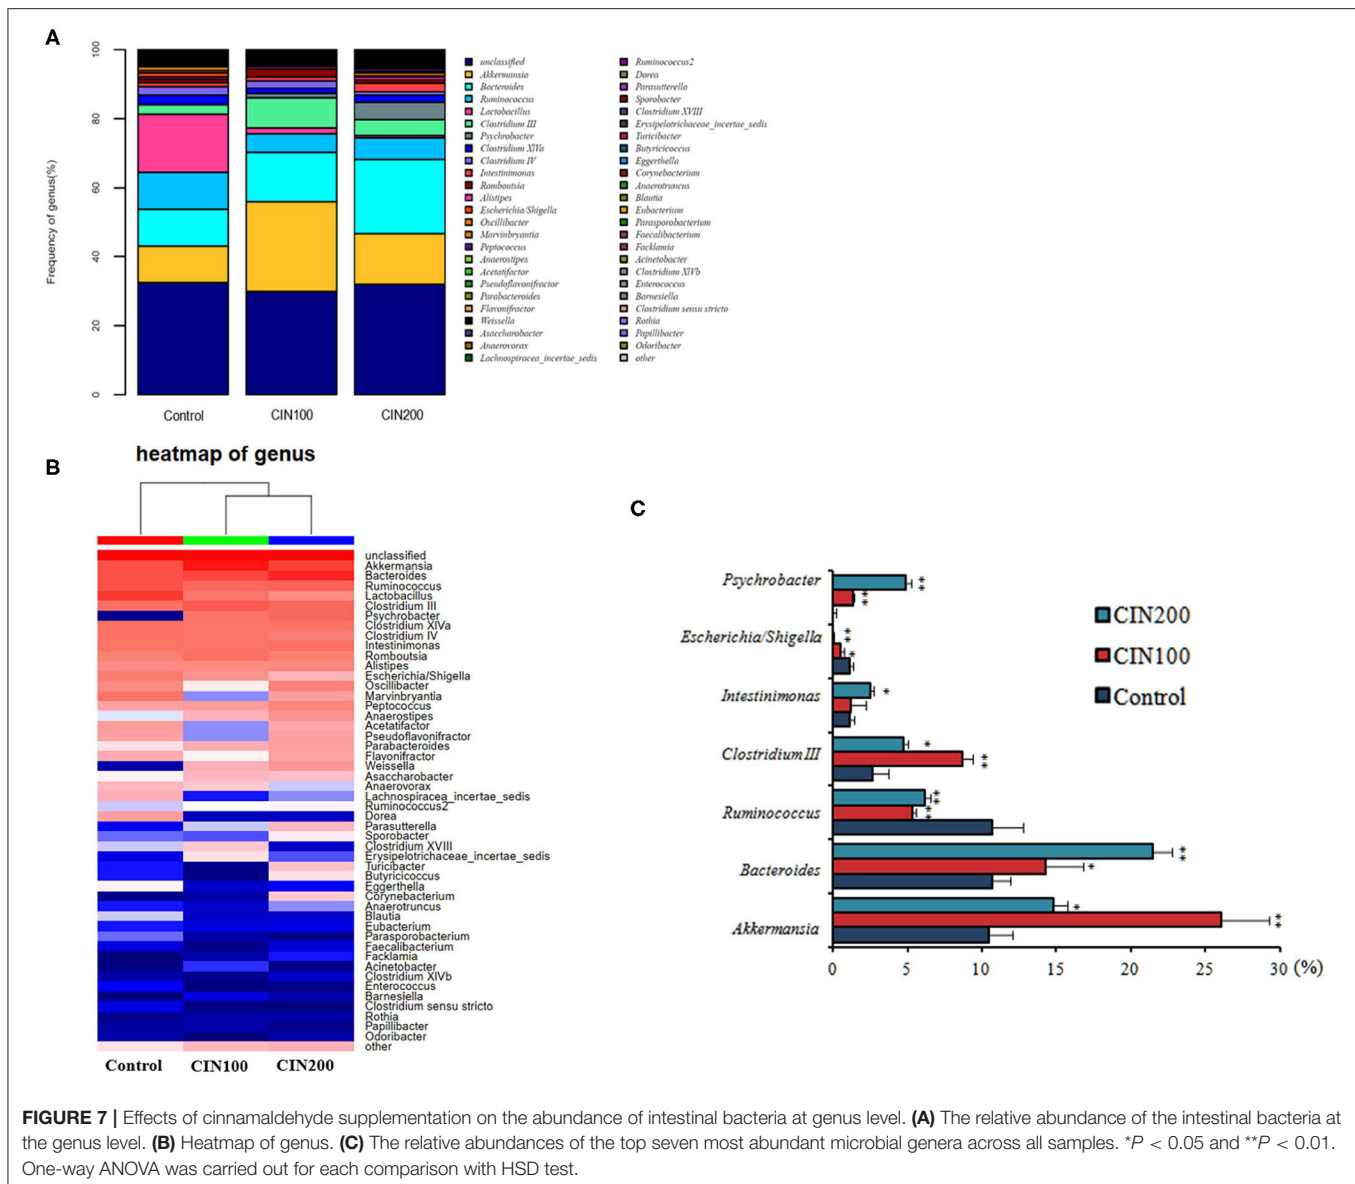 A
100
80
60
40
20
0
Frequency of genus(%)
Control
CIN100
CIN200
unclassified
Akkermansia
Bacteroides
Ruminococcus
Lactobacillus
Clostridium III
Psychrobacter
Clostridium XlVa
Clostridium IV
Intestinimonas
Romboutsia
Alistipes
Escherichia/Shigella
Oscillibacter
Marvinbryantia
Peptococcus
Anaerostipes
Acetatifactor
Pseudoflavonifractor
Parabacteroides
Flavonifractor
Weissella
Asaccharobacter
Anaerovorax
Lachnospiracea_incertae_sedis
Ruminococcus2
Dorea
Parasutterella
Sporobacter
Clostridium XVIII
Erysipelotrichaceae_incertae_sedis
Turicibacter
Butyricicoccus
Eggerthella
Corynebacterium
Anaerotruncus
Blautia
Eubacterium
Parasporobacterium
Faecalibacterium
Facklamia
Acinetobacter
Clostridium XlVb
Enterococcus
Barnesiella
Clostridium sensu stricto
Rothia
Papillibacter
Odoribacter
other
B
heatmap of genus
unclassified
Akkermansia
Bacteroides
Ruminococcus
Lactobacillus
Clostridium III
Psychrobacter
Clostridium XlVa
Clostridium IV
Intestinimonas
Romboutsia
Alistipes
Escherichia/Shigella
Oscillibacter
Marvinbryantia
Peptococcus
Anaerostipes
Acetatifactor
Pseudoflavonifractor
Parabacteroides
Flavonifractor
Weissella
Asaccharobacter
Anaerovorax
Lachnospiracea_incertae_sedis
Ruminococcus2
Dorea
Parasutterella
Sporobacter
Clostridium XVIII
Erysipelotrichaceae_incertae_sedis
Turicibacter
Butyricicoccus
Eggerthella
Corynebacterium
Anaerotruncus
Blautia
Eubacterium
Parasporobacterium
Faecalibacterium
Facklamia
Acinetobacter
Clostridium XlVb
Enterococcus
Barnesiella
Clostridium sensu stricto
Rothia
Papillibacter
Odoribacter
other
Control CIN100 CIN200
C
Psychrobacter
**
**
Escherichia/Shigella
**
*
Intestinimonas
*
Clostridium III
*
**
Ruminococcus
**
**
Bacteroides
**
*
Akkermansia
*
**
0 5 10 15 20 25 30 (%)
CIN200
CIN100
Control
FIGURE 7 | Effects of cinnamaldehyde supplementation on the abundance of intestinal bacteria at genus level. (A) The relative abundance of the intestinal bacteria at
the genus level. (B) Heatmap of genus. (C) The relative abundances of the top seven most abundant microbial genera across all samples. *P < 0.05 and **P < 0.01.
One-way ANOVA was carried out for each comparison with HSD test.